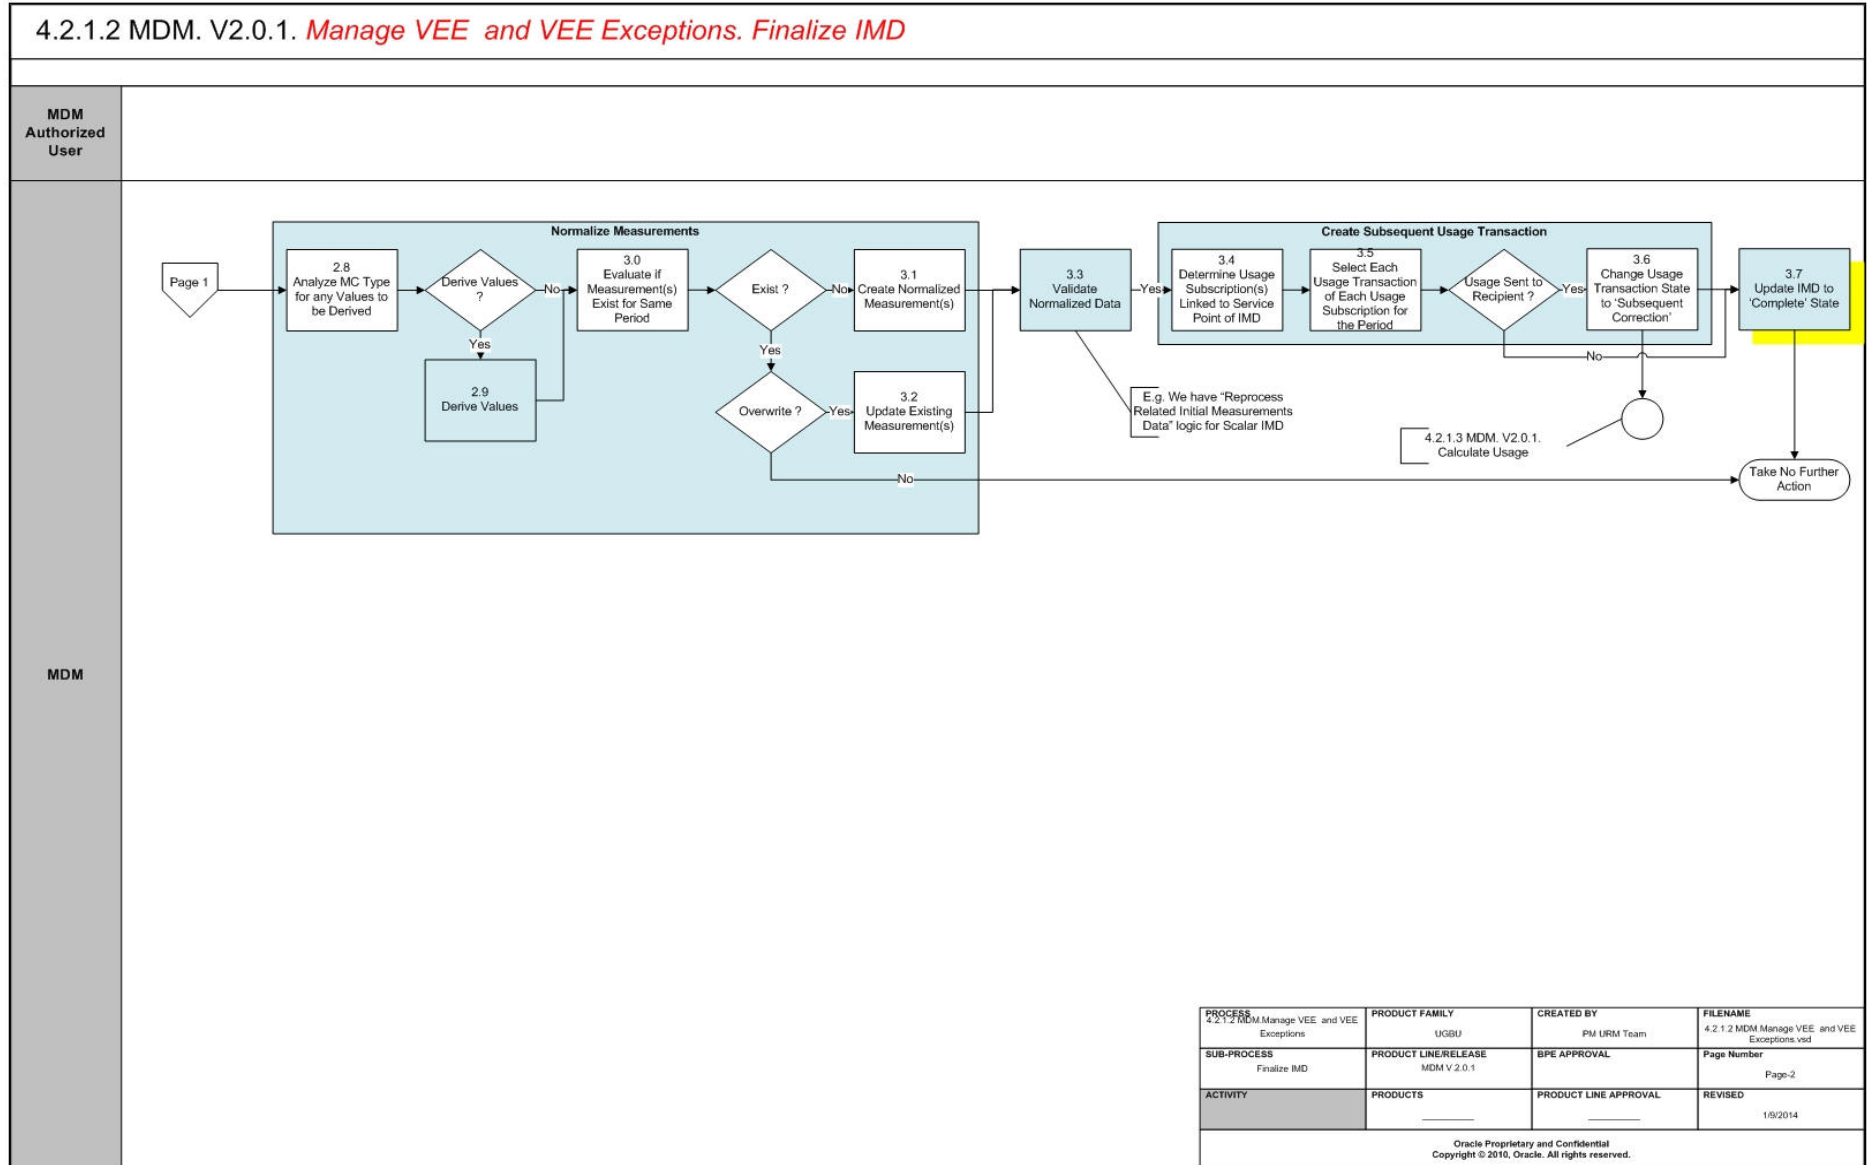 4.2.1.2 MDM. V2.0.1. Manage VEE and VEE Exceptions. Finalize IMD
MDM
Authorized
User
MDM
Page 1
Normalize Measurements
2.8
Analyze MC Type
for any Values to
be Derived
Derive Values
?
No
Yes
2.9
Derive Values
3.0
Evaluate if
Measurement(s)
Exist for Same
Period
Exist ?
No
Yes
3.1
Create Normalized
Measurement(s)
Overwrite ?
Yes
No
3.2
Update Existing
Measurement(s)
3.3
Validate
Normalized Data
Yes
E.g. We have “Reprocess
Related Initial Measurements
Data” logic for Scalar IMD
Create Subsequent Usage Transaction
3.4
Determine Usage
Subscription(s)
Linked to Service
Point of IMD
3.5
Select Each
Usage Transaction
of Each Usage
Subscription for
the Period
Usage Sent to
Recipient ?
Yes
No
3.6
Change Usage
Transaction State
to ‘Subsequent
Correction’
4.2.1.3 MDM. V2.0.1.
Calculate Usage
3.7
Update IMD to
‘Complete’ State
Take No Further
Action
PROCESS
4.2.1.2 MDM.Manage VEE and VEE
Exceptions
PRODUCT FAMILY
UGBU
CREATED BY
PM URM Team
FILENAME
4.2.1.2 MDM.Manage VEE and VEE
Exceptions.vsd
SUB-PROCESS
Finalize IMD
PRODUCT LINE/RELEASE
MDM V.2.0.1
BPE APPROVAL
Page Number
Page-2
ACTIVITY
PRODUCTS
PRODUCT LINE APPROVAL
REVISED
1/9/2014
Oracle Proprietary and Confidential
Copyright © 2010, Oracle. All rights reserved.